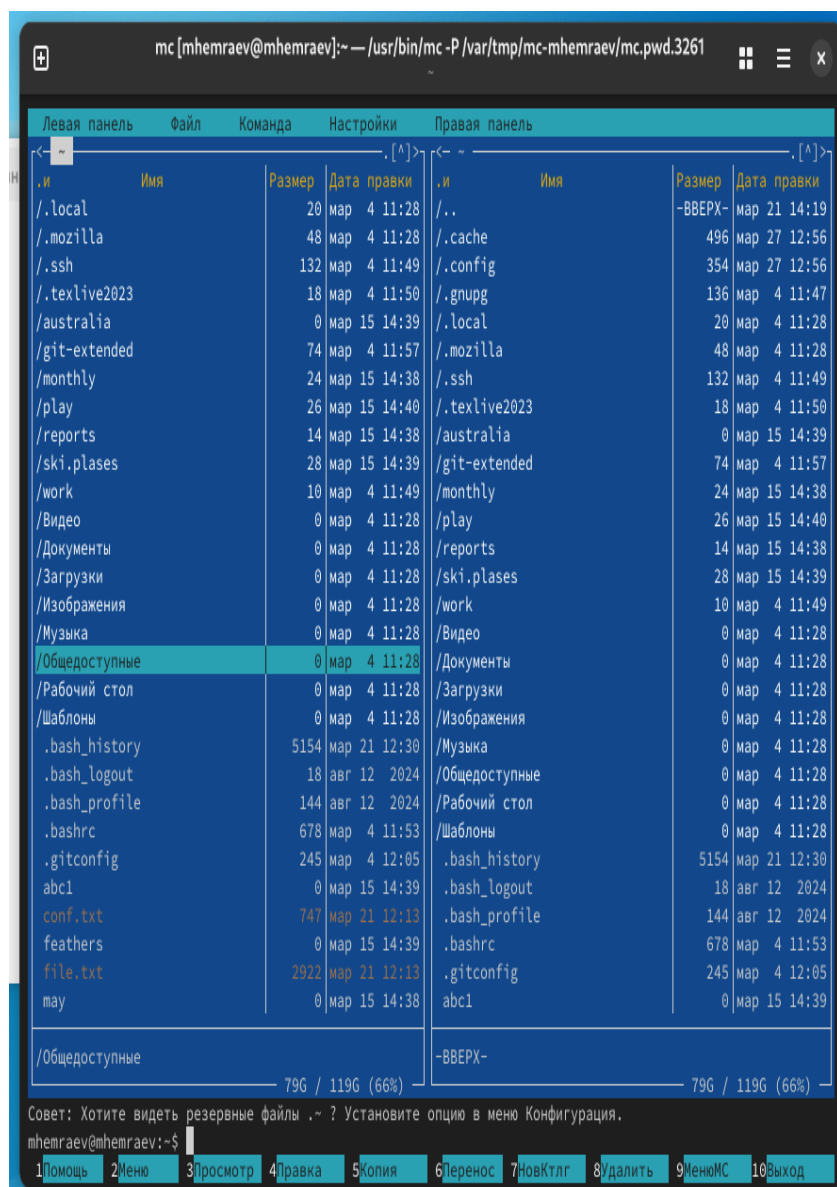 mc [mhemraev@mhemraev]:~ — /usr/bin/mc -P /var/tmp/mc-mhemraev/mc.pwd.3261
~
Левая панель Файл Команда Настройки Правая панель
<- ~ .[^]> <- ~ .[^]>
.и Имя Размер Дата правки .и Имя Размер Дата правки
/.local 20 мар 4 11:28 /.. -ВВЕРХ- мар 21 14:19
/.mozilla 48 мар 4 11:28 /.cache 496 мар 27 12:56
/.ssh 132 мар 4 11:49 /.config 354 мар 27 12:56
/.texlive2023 18 мар 4 11:50 /.gnupg 136 мар 4 11:47
/australia 0 мар 15 14:39 /.local 20 мар 4 11:28
/git-extended 74 мар 4 11:57 /.mozilla 48 мар 4 11:28
/monthly 24 мар 15 14:38 /.ssh 132 мар 4 11:49
/play 26 мар 15 14:40 /.texlive2023 18 мар 4 11:50
/reports 14 мар 15 14:38 /australia 0 мар 15 14:39
/ski.plases 28 мар 15 14:39 /git-extended 74 мар 4 11:57
/work 10 мар 4 11:49 /monthly 24 мар 15 14:38
/Видео 0 мар 4 11:28 /play 26 мар 15 14:40
/Документы 0 мар 4 11:28 /reports 14 мар 15 14:38
/Загрузки 0 мар 4 11:28 /ski.plases 28 мар 15 14:39
/Изображения 0 мар 4 11:28 /work 10 мар 4 11:49
/Музыка 0 мар 4 11:28 /Видео 0 мар 4 11:28
/Общедоступные 0 мар 4 11:28 /Документы 0 мар 4 11:28
/Рабочий стол 0 мар 4 11:28 /Загрузки 0 мар 4 11:28
/Шаблоны 0 мар 4 11:28 /Изображения 0 мар 4 11:28
.bash_history 5154 мар 21 12:30 /Музыка 0 мар 4 11:28
.bash_logout 18 авг 12 2024 /Общедоступные 0 мар 4 11:28
.bash_profile 144 авг 12 2024 /Рабочий стол 0 мар 4 11:28
.bashrc 678 мар 4 11:53 /Шаблоны 0 мар 4 11:28
.gitconfig 245 мар 4 12:05 .bash_history 5154 мар 21 12:30
abc1 0 мар 15 14:39 .bash_logout 18 авг 12 2024
conf.txt 747 мар 21 12:13 .bash_profile 144 авг 12 2024
feathers 0 мар 15 14:39 .bashrc 678 мар 4 11:53
file.txt 2922 мар 21 12:13 .gitconfig 245 мар 4 12:05
may 0 мар 15 14:38 abc1 0 мар 15 14:39
/Общедоступные -ВВЕРХ-
79G / 119G (66%) 79G / 119G (66%)
Совет: Хотите видеть резервные файлы .~ ? Установите опцию в меню Конфигурация.
mhemraev@mhemraev:~$
1Помощь 2Меню 3Просмотр 4Правка 5Копия 6Перенос 7НовКтлг 8Удалить 9МенюMC 10Выход